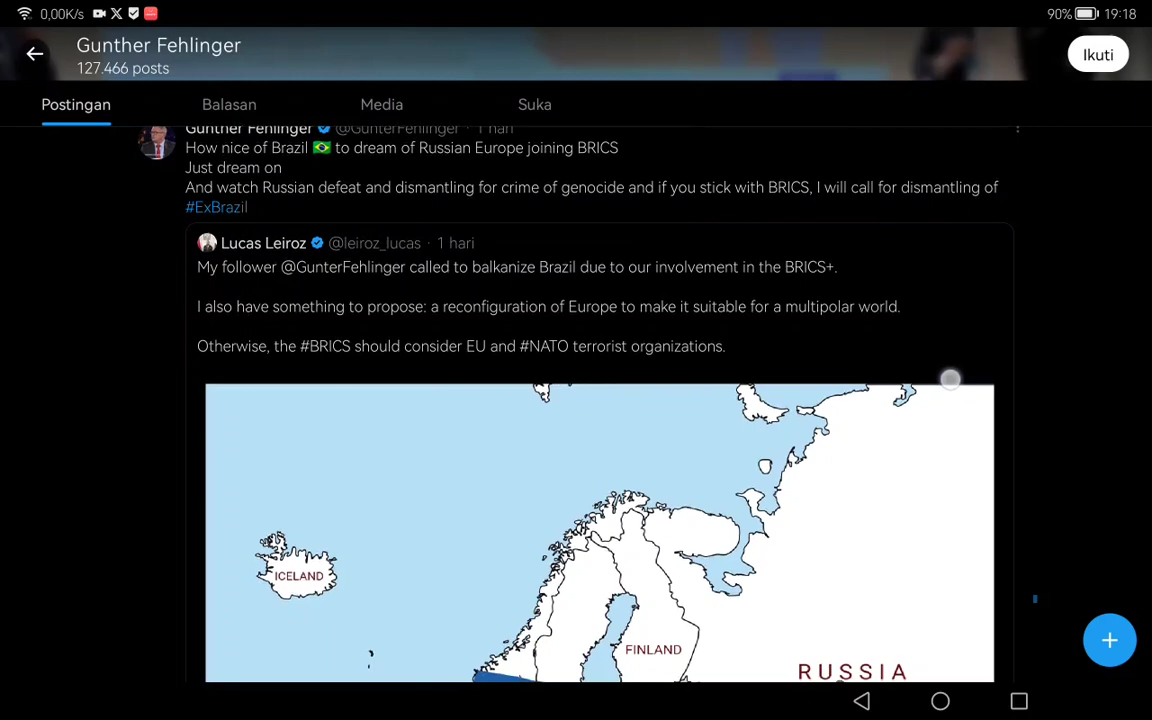 0,00K/s
90% 19:18
Gunther Fehlinger
127.466 posts
Ikuti
Postingan Balasan Media Suka
Gunther Fehlinger @GunterFehlinger · 1 hari
How nice of Brazil 🇧🇷 to dream of Russian Europe joining BRICS
Just dream on
And watch Russian defeat and dismantling for crime of genocide and if you stick with BRICS, I will call for dismantling of
#ExBrazil
Lucas Leiroz @leiroz_lucas · 1 hari
My follower @GunterFehlinger called to balkanize Brazil due to our involvement in the BRICS+.
I also have something to propose: a reconfiguration of Europe to make it suitable for a multipolar world.
Otherwise, the #BRICS should consider EU and #NATO terrorist organizations.
ICELAND
FINLAND
RUSSIA